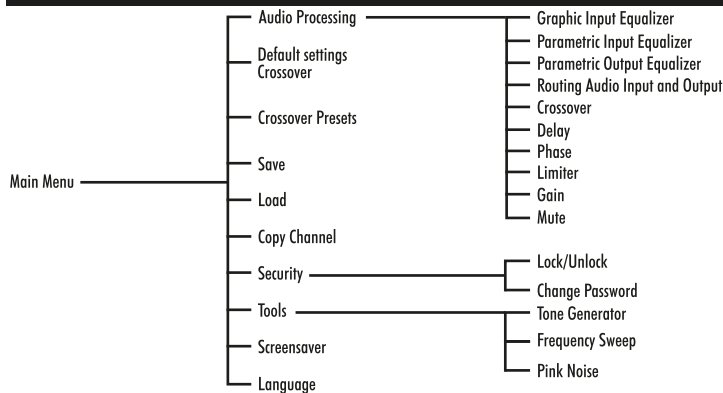 Main Menu
Audio Processing
Default settings
Crossover
Crossover Presets
Save
Load
Copy Channel
Security
Tools
Screensaver
Language
Graphic Input Equalizer
Parametric Input Equalizer
Parametric Output Equalizer
Routing Audio Input and Output
Crossover
Delay
Phase
Limiter
Gain
Mute
Lock/Unlock
Change Password
Tone Generator
Frequency Sweep
Pink Noise